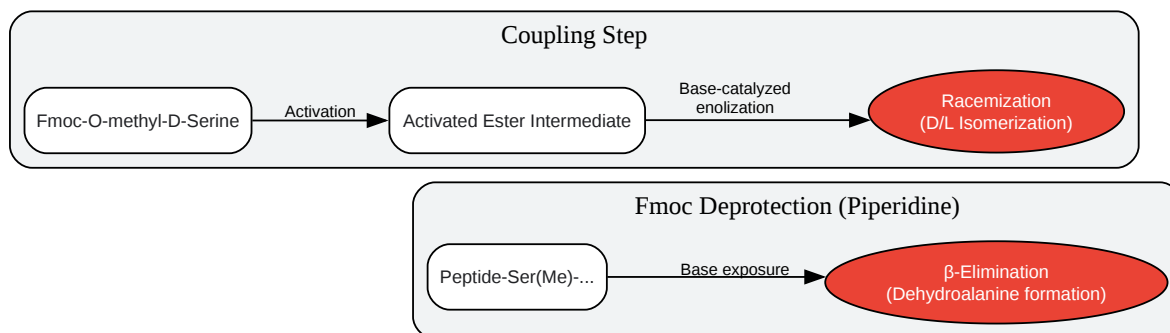 Coupling Step
Fmoc-O-methyl-D-Serine
Activation
Activated Ester Intermediate
Base-catalyzed
enolization
Racemization
(D/L Isomerization)
Fmoc Deprotection (Piperidine)
Peptide-Ser(Me)-...
Base exposure
β-Elimination
(Dehydroalanine formation)